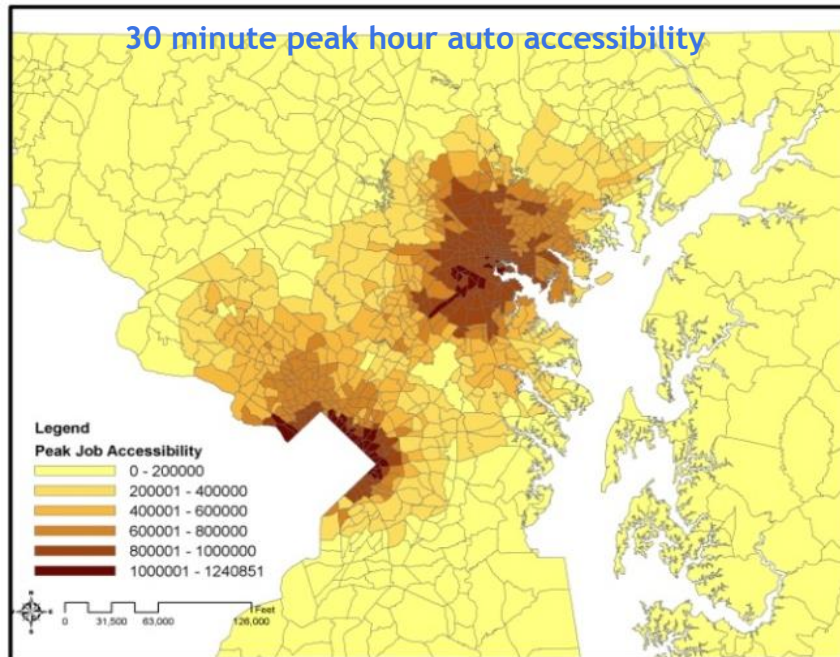 30 minute peak hour auto accessibility
Legend
Peak Job Accessibility
0 - 200000
200001 - 400000
400001 - 600000
600001 - 800000
800001 - 1000000
1000001 - 1240851
Feet
0 31,500 63,000 126,000